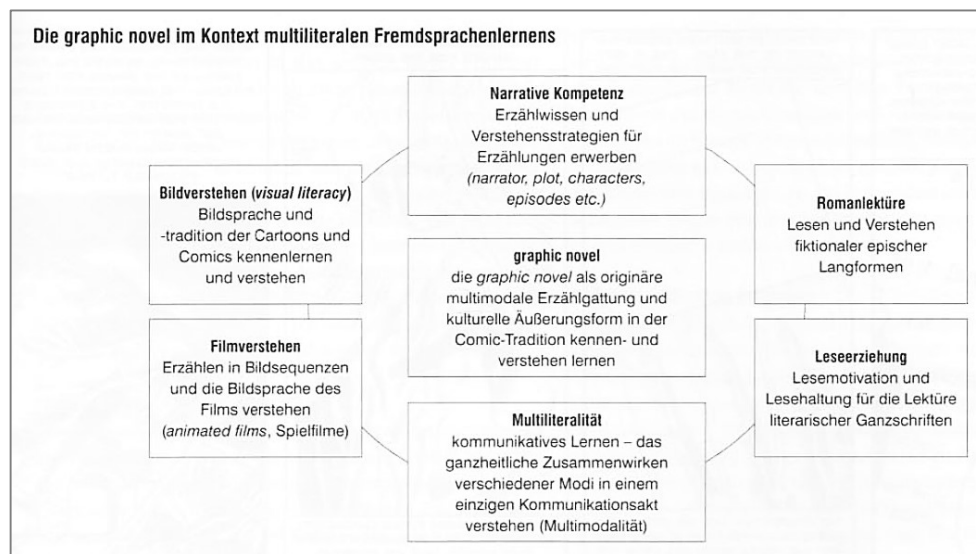 Die graphic novel im Kontext multiliteralen Fremdsprachenlernens
Narrative Kompetenz
Erzählwissen und
Verstehensstrategien für
Erzählungen erwerben
(narrator, plot, characters,
episodes etc.)
Bildverstehen (visual literacy)
Bildsprache und
-tradition der Cartoons und
Comics kennenlernen
und verstehen
Romanlektüre
Lesen und Verstehen
fiktionaler epischer
Langformen
graphic novel
die graphic novel als originäre
multimodale Erzählgattung und
kulturelle Äußerungsform in der
Comic-Tradition kennen- und
verstehen lernen
Filmverstehen
Erzählen in Bildsequenzen
und die Bildsprache des
Films verstehen
(animated films, Spielfilme)
Leseerziehung
Lesemotivation und
Lesehaltung für die Lektüre
literarischer Ganzschriften
Multiliteralität
kommunikatives Lernen – das
ganzheitliche Zusammenwirken
verschiedener Modi in einem
einzigen Kommunikationsakt
verstehen (Multimodalität)